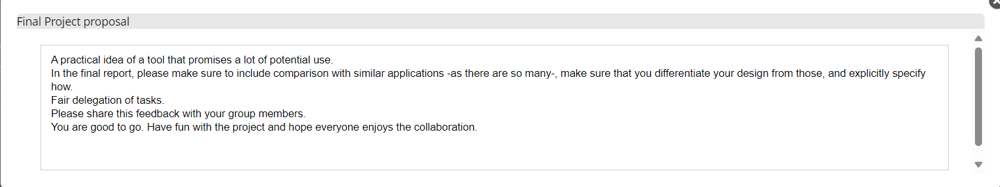 Final Project proposal
A practical idea of a tool that promises a lot of potential use.
In the final report, please make sure to include comparison with similar applications -as there are so many-, make sure that you differentiate your design from those, and explicitly specify
how.
Fair delegation of tasks.
Please share this feedback with your group members.
You are good to go. Have fun with the project and hope everyone enjoys the collaboration.